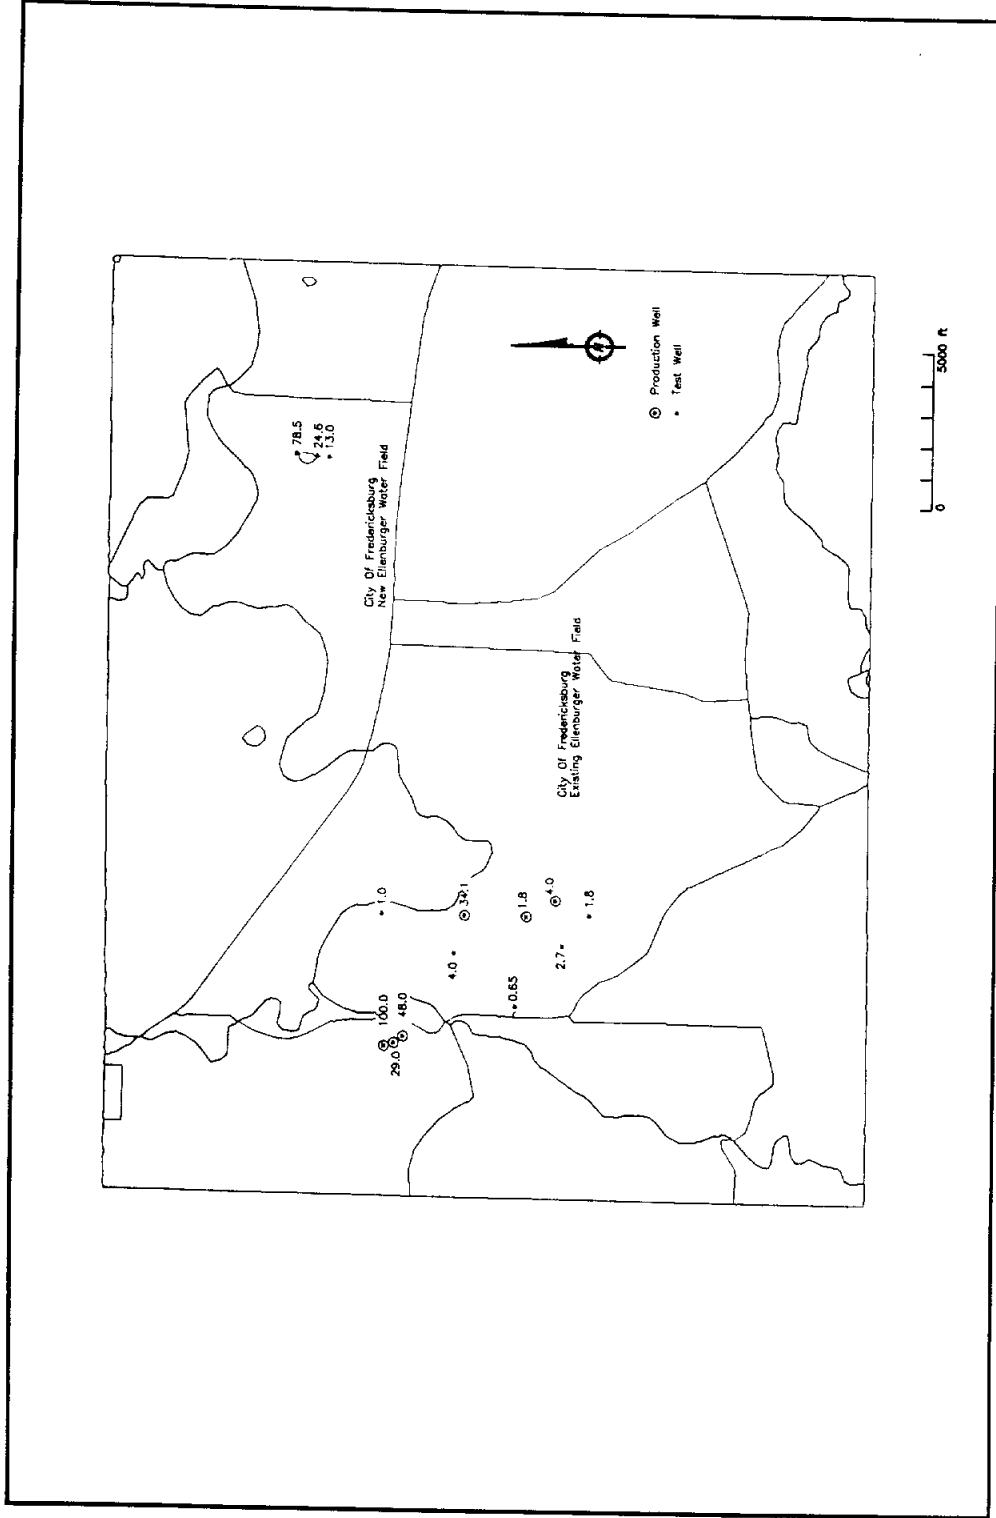 78.5
24.6
13.0
City Of Fredericksburg
New Ellenburger Water Field
City Of Fredericksburg
Existing Ellenburger Water Field
1.0
34.1
1.8
4.0
1.8
4.0
2.7
0.65
100.0
48.0
29.0
N
Production Well
Test Well
0
5000 ft